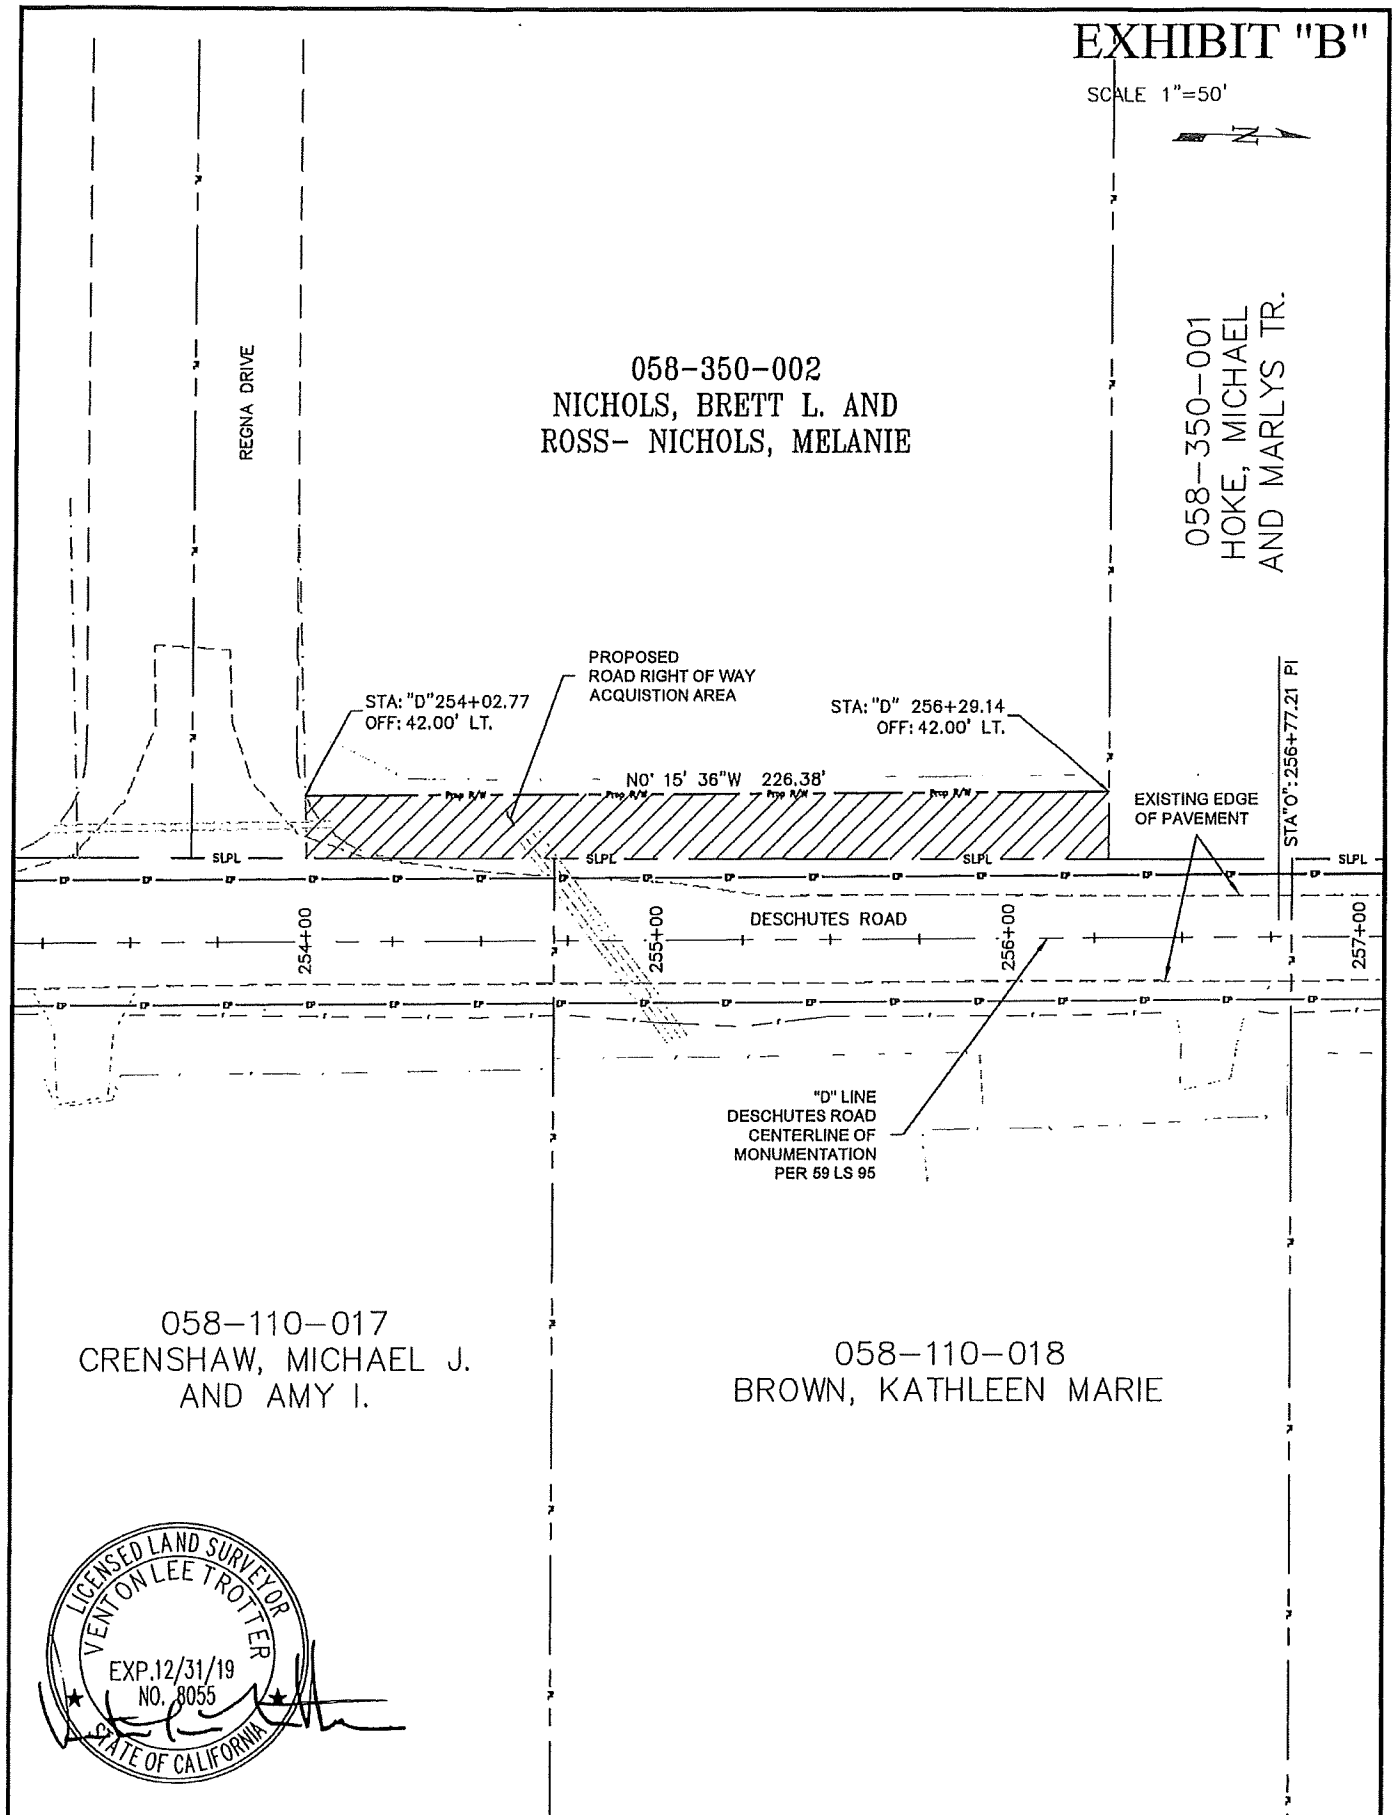 EXHIBIT "B"
SCALE 1"=50'
N
REGNA DRIVE
058-350-002
NICHOLS, BRETT L. AND
ROSS- NICHOLS, MELANIE
058-350-001
HOKE, MICHAEL
AND MARLYS TR.
PROPOSED
ROAD RIGHT OF WAY
ACQUISTION AREA
STA: "D"254+02.77
OFF: 42.00' LT.
STA: "D" 256+29.14
OFF: 42.00' LT.
STA"O":256+77.21 PI
N0' 15' 36"W 226.38'
Prop R/W Prop R/W Prop R/W Prop R/W
EXISTING EDGE
OF PAVEMENT
SLPL SLPL SLPL SLPL
DESCHUTES ROAD
254+00
255+00
256+00
257+00
"D" LINE
DESCHUTES ROAD
CENTERLINE OF
MONUMENTATION
PER 59 LS 95
058-110-017
CRENSHAW, MICHAEL J.
AND AMY I.
058-110-018
BROWN, KATHLEEN MARIE
LICENSED LAND SURVEYOR
VENTON LEE TROTTER
EXP.12/31/19
NO. 8055
STATE OF CALIFORNIA